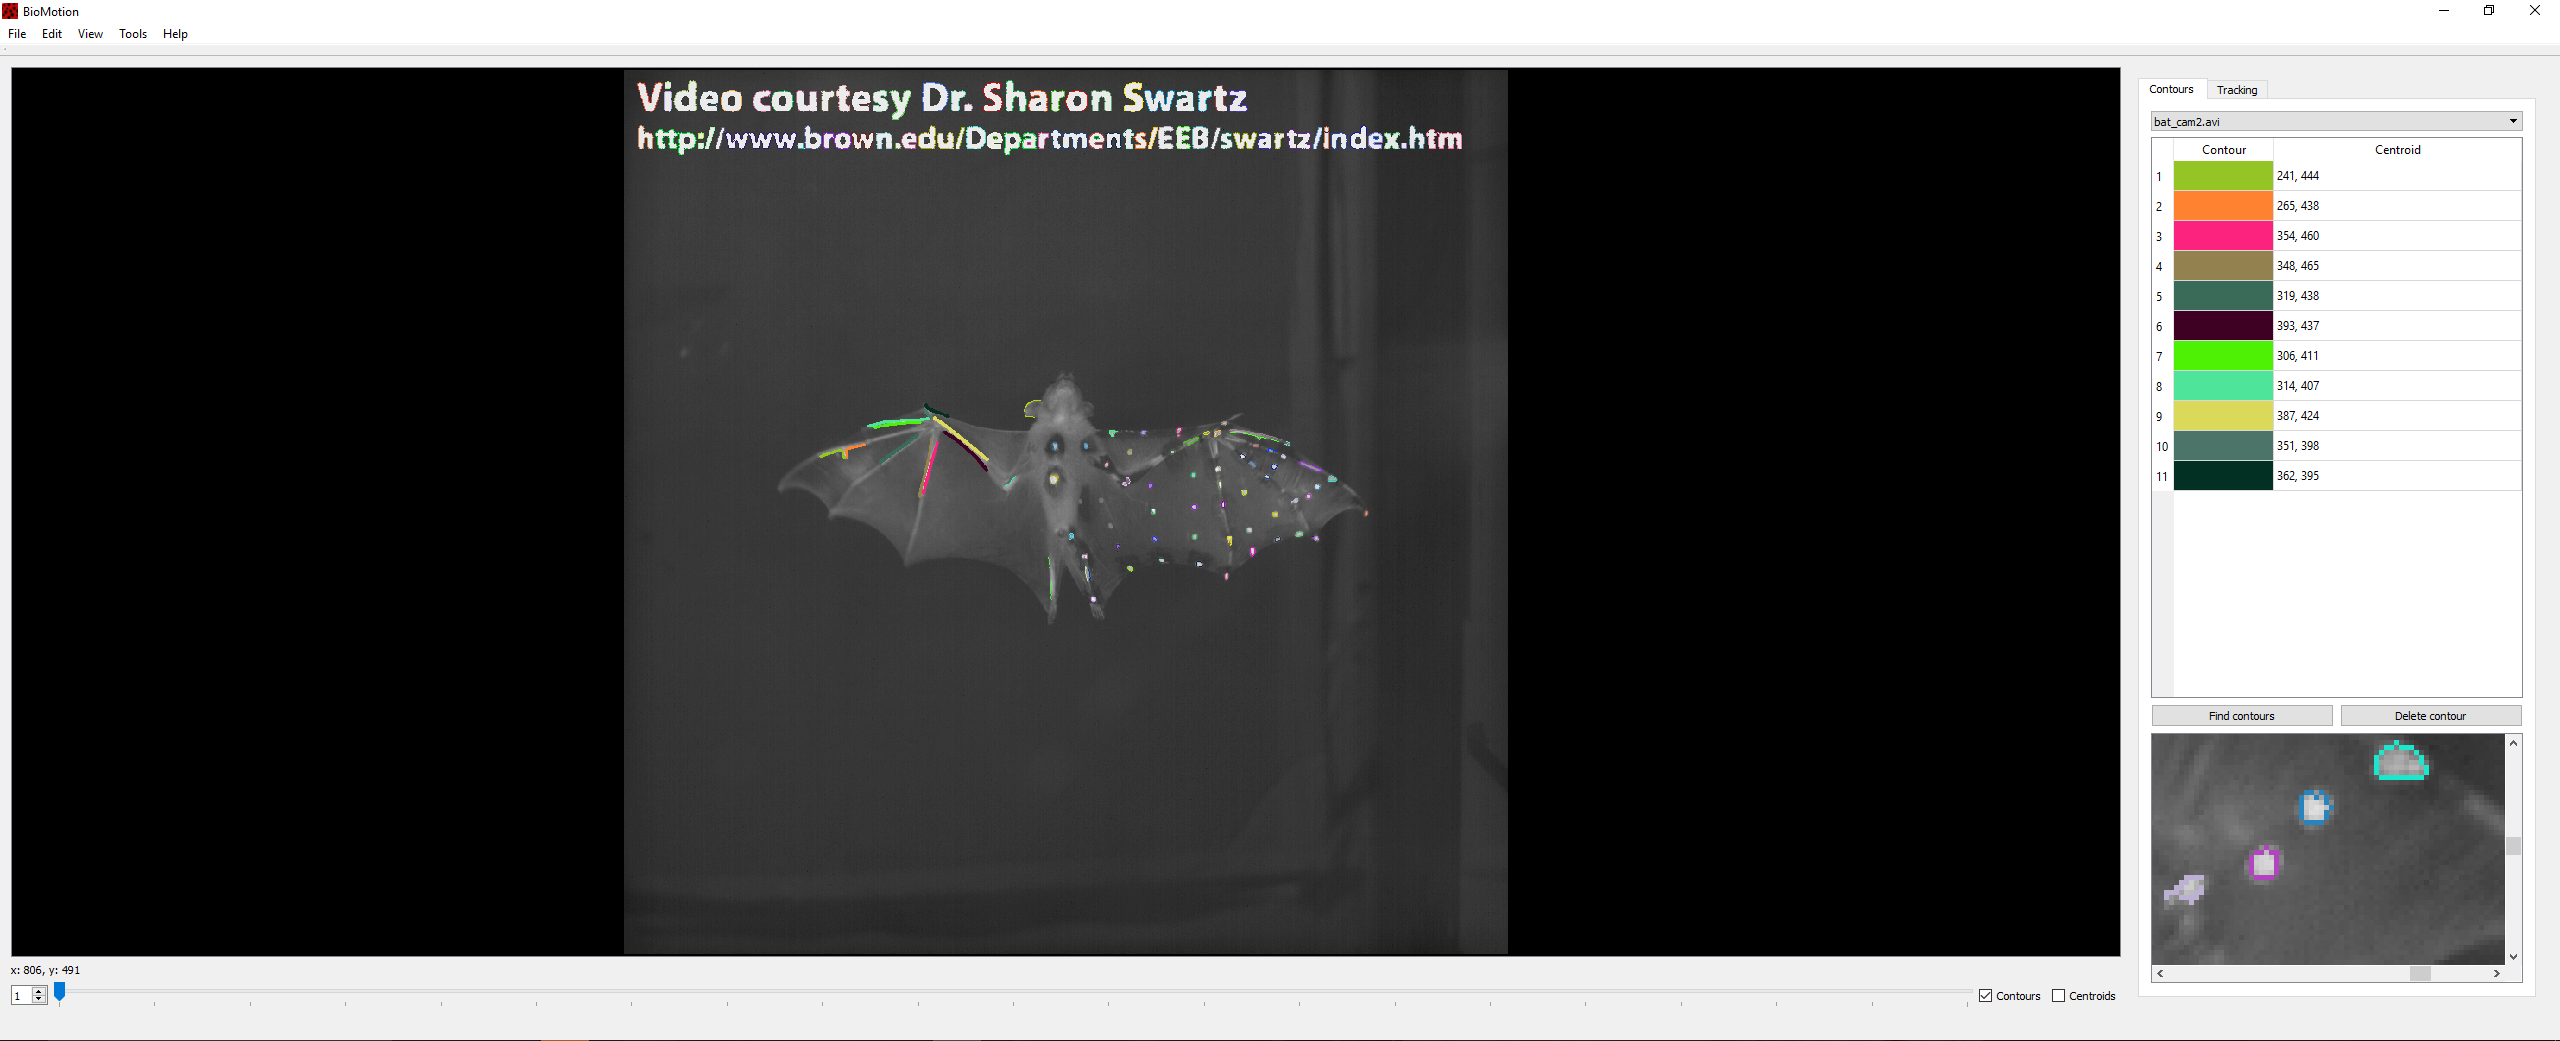 BioMotion
File Edit View Tools Help
Video courtesy Dr. Sharon Swartz
http://www.brown.edu/Departments/EEB/swartz/index.htm
Contours Tracking
bat_cam2.avi
Contour Centroid
1 241, 444
2 265, 438
3 354, 460
4 348, 465
5 319, 438
6 393, 437
7 306, 411
8 314, 407
9 387, 424
10 351, 398
11 362, 395
Find contours Delete contour
x: 806, y: 491
1
Contours Centroids